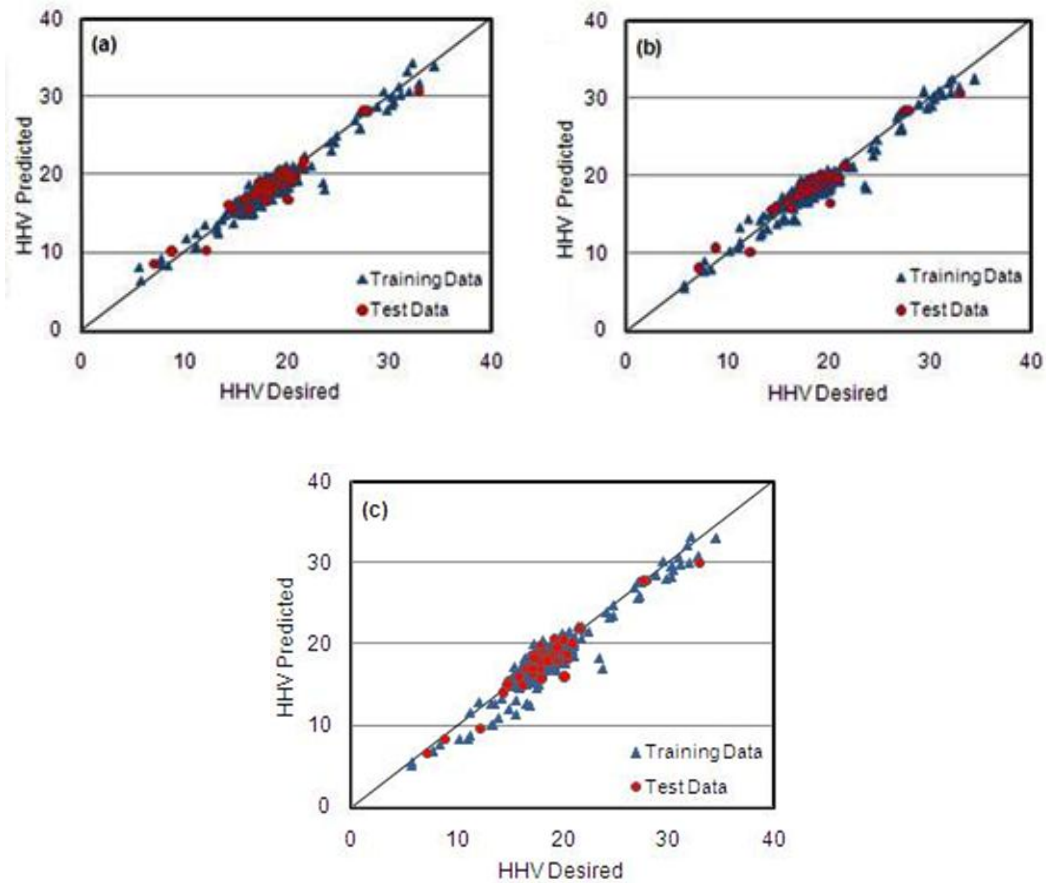 (a)
40
30
20
10
0
HHV Predicted
Training Data
Test Data
0 10 20 30 40
HHV Desired
(b)
40
30
20
10
0
HHV Predicted
Training Data
Test Data
0 10 20 30 40
HHV Desired
(c)
40
30
20
10
0
HHV Predicted
Training Data
Test Data
0 10 20 30 40
HHV Desired